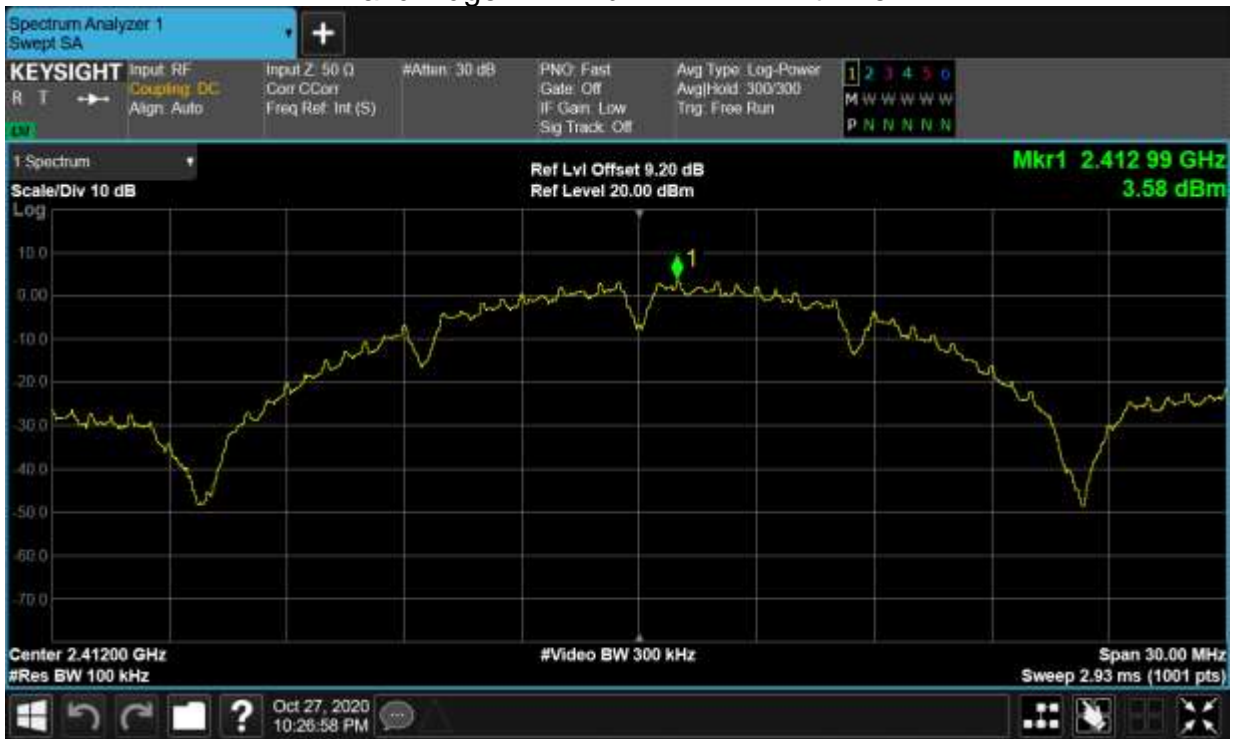 Spectrum Analyzer 1
Swept SA
+
KEYSIGHT
R T
Input: RF
Coupling: DC
Align: Auto
Input Z: 50 Ω
Corr CCorr
Freq Ref: Int (S)
#Atten: 30 dB
PNO: Fast
Gate: Off
IF Gain: Low
Sig Track: Off
Avg Type: Log-Power
Avg|Hold: 300/300
Trig: Free Run
1 2 3 4 5 6
M W W W W W
P N N N N N
1 Spectrum
Scale/Div 10 dB
Log
Ref Lvl Offset 9.20 dB
Ref Level 20.00 dBm
Mkr1 2.412 99 GHz
3.58 dBm
1
10.0
0.00
-10.0
-20.0
-30.0
-40.0
-50.0
-60.0
-70.0
Center 2.41200 GHz
#Res BW 100 kHz
#Video BW 300 kHz
Span 30.00 MHz
Sweep 2.93 ms (1001 pts)
?
Oct 27, 2020
10:26:58 PM